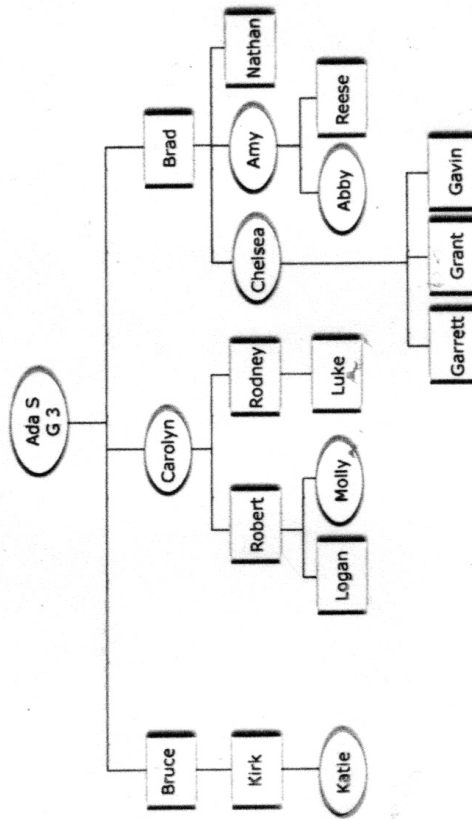 Ada S
G 3
Bruce
Carolyn
Brad
Kirk
Robert
Rodney
Chelsea
Amy
Nathan
Katie
Logan
Molly
Luke
Abby
Reese
Garrett
Grant
Gavin